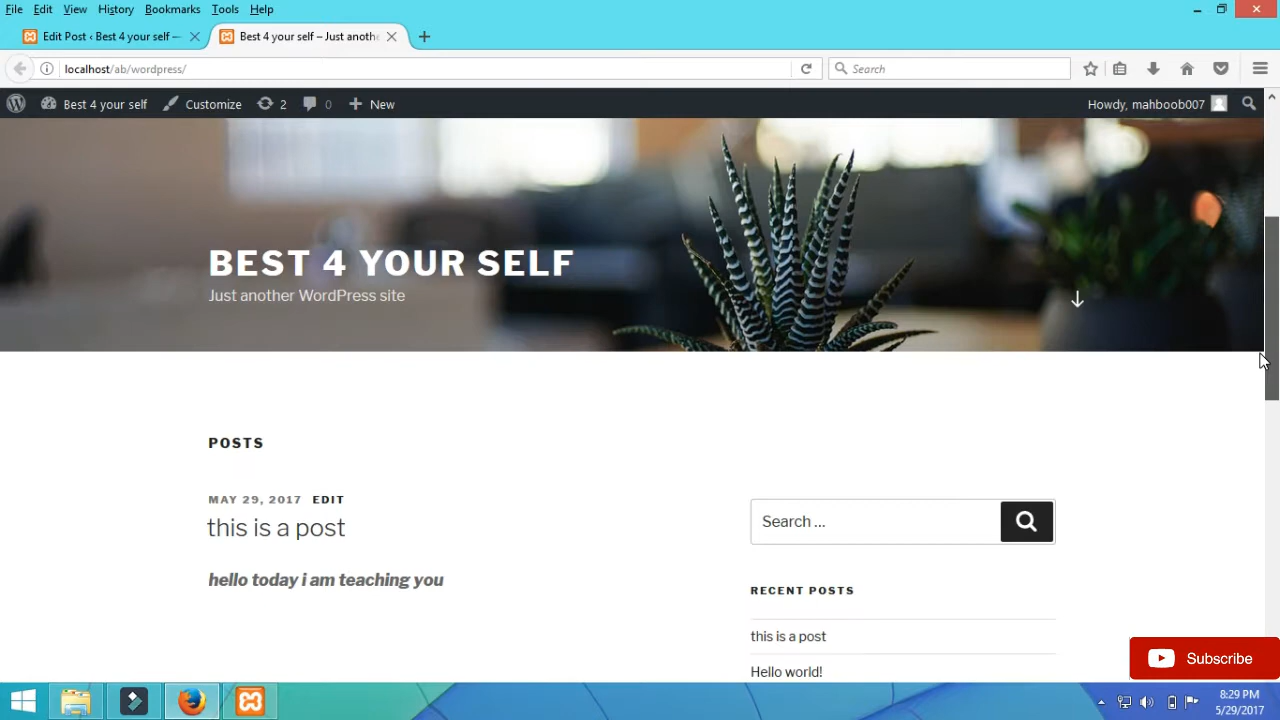 File Edit View History Bookmarks Tools Help
Edit Post ‹ Best 4 your self —
Best 4 your self – Just anoth
localhost/ab/wordpress/
Search
Best 4 your self Customize 2 0 New Howdy, mahboob007
BEST 4 YOUR SELF
Just another WordPress site
POSTS
MAY 29, 2017 EDIT
this is a post
hello today i am teaching you
Search ...
RECENT POSTS
this is a post
Hello world!
Subscribe
8:29 PM
5/29/2017